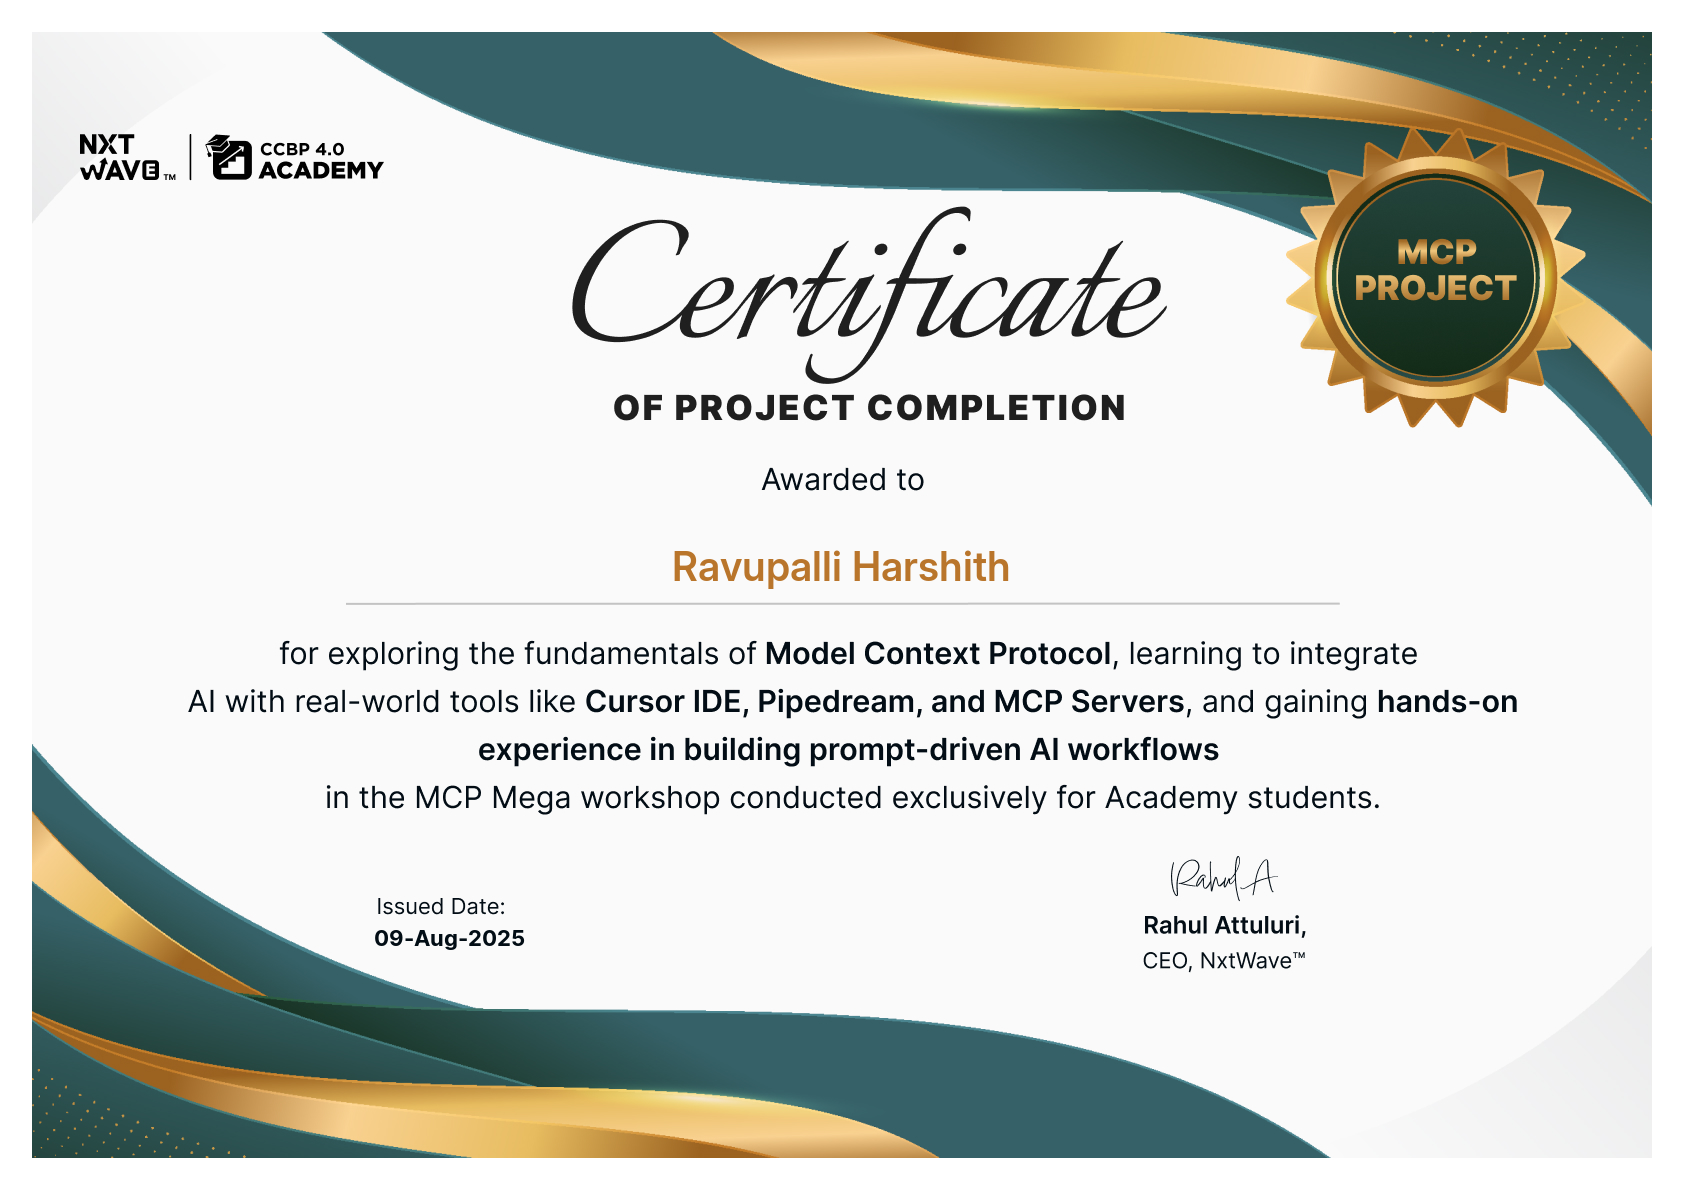 NXT
WAVE™
CCBP 4.0
ACADEMY
MCP
PROJECT
Certificate
OF PROJECT COMPLETION
Awarded to
Ravupalli Harshith
for exploring the fundamentals of Model Context Protocol, learning to integrate
AI with real-world tools like Cursor IDE, Pipedream, and MCP Servers, and gaining hands-on
experience in building prompt-driven AI workflows
in the MCP Mega workshop conducted exclusively for Academy students.
Issued Date:
09-Aug-2025
Rahul A
Rahul Attuluri,
CEO, NxtWave™